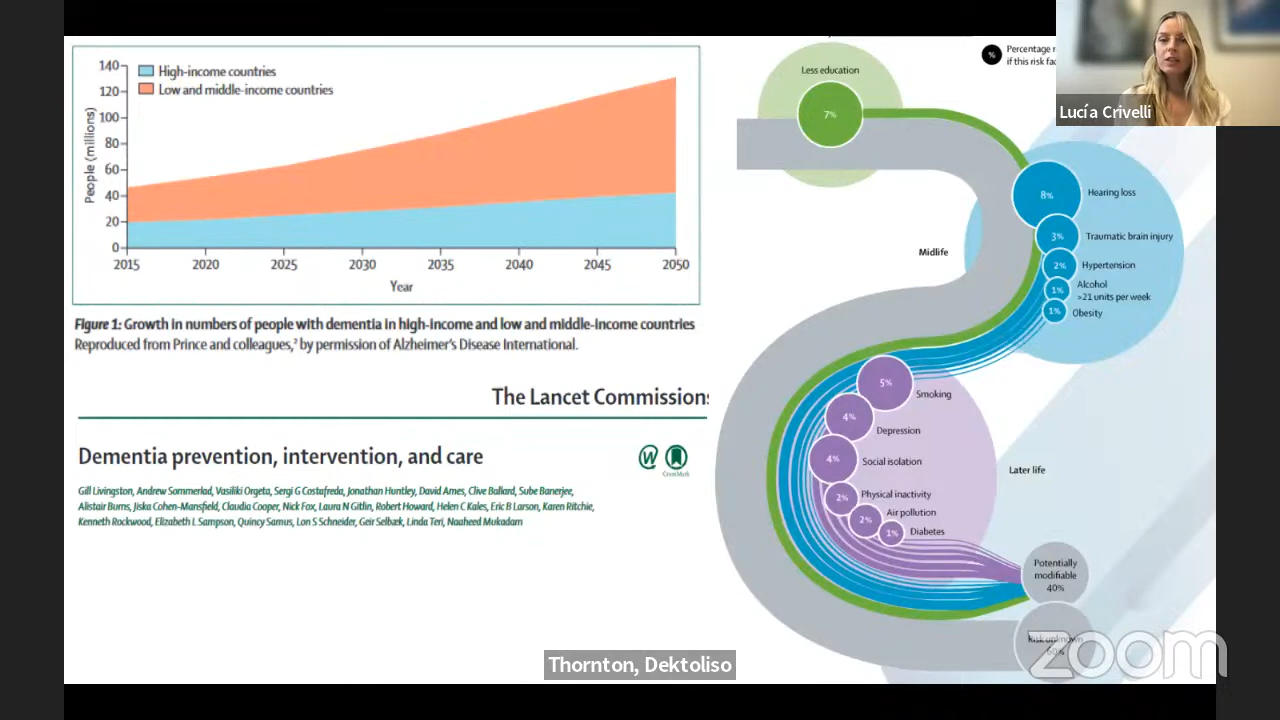 140
120
100
80
60
40
20
0
People (millions)
High-income countries
Low and middle-income countries
2015 2020 2025 2030 2035 2040 2045 2050
Year
Figure 1: Growth in numbers of people with dementia in high-income and low and middle-income countries
Reproduced from Prince and colleagues,² by permission of Alzheimer's Disease International.
The Lancet Commissions
Dementia prevention, intervention, and care
CrossMark
Gill Livingston, Andrew Sommerlad, Vasiliki Orgeta, Sergi G Costafreda, Jonathan Huntley, David Ames, Clive Ballard, Sube Banerjee,
Alistair Burns, Jiska Cohen-Mansfield, Claudia Cooper, Nick Fox, Laura N Gitlin, Robert Howard, Helen C Kales, Eric B Larson, Karen Ritchie,
Kenneth Rockwood, Elizabeth L Sampson, Quincy Samus, Lon S Schneider, Geir Selbæk, Linda Teri, Naaheed Mukadam
%
Percentage
if this risk
Less education
7%
8%
Hearing loss
3%
Traumatic brain injury
2%
Hypertension
1%
Alcohol
>21 units per week
1%
Obesity
Midlife
5%
Smoking
4%
Depression
4%
Social isolation
2%
Physical inactivity
2%
Air pollution
1%
Diabetes
Later life
Potentially
modifiable
40%
Risk unknown
60%
Lucía Crivelli
Thornton, Dektoliso
zoom